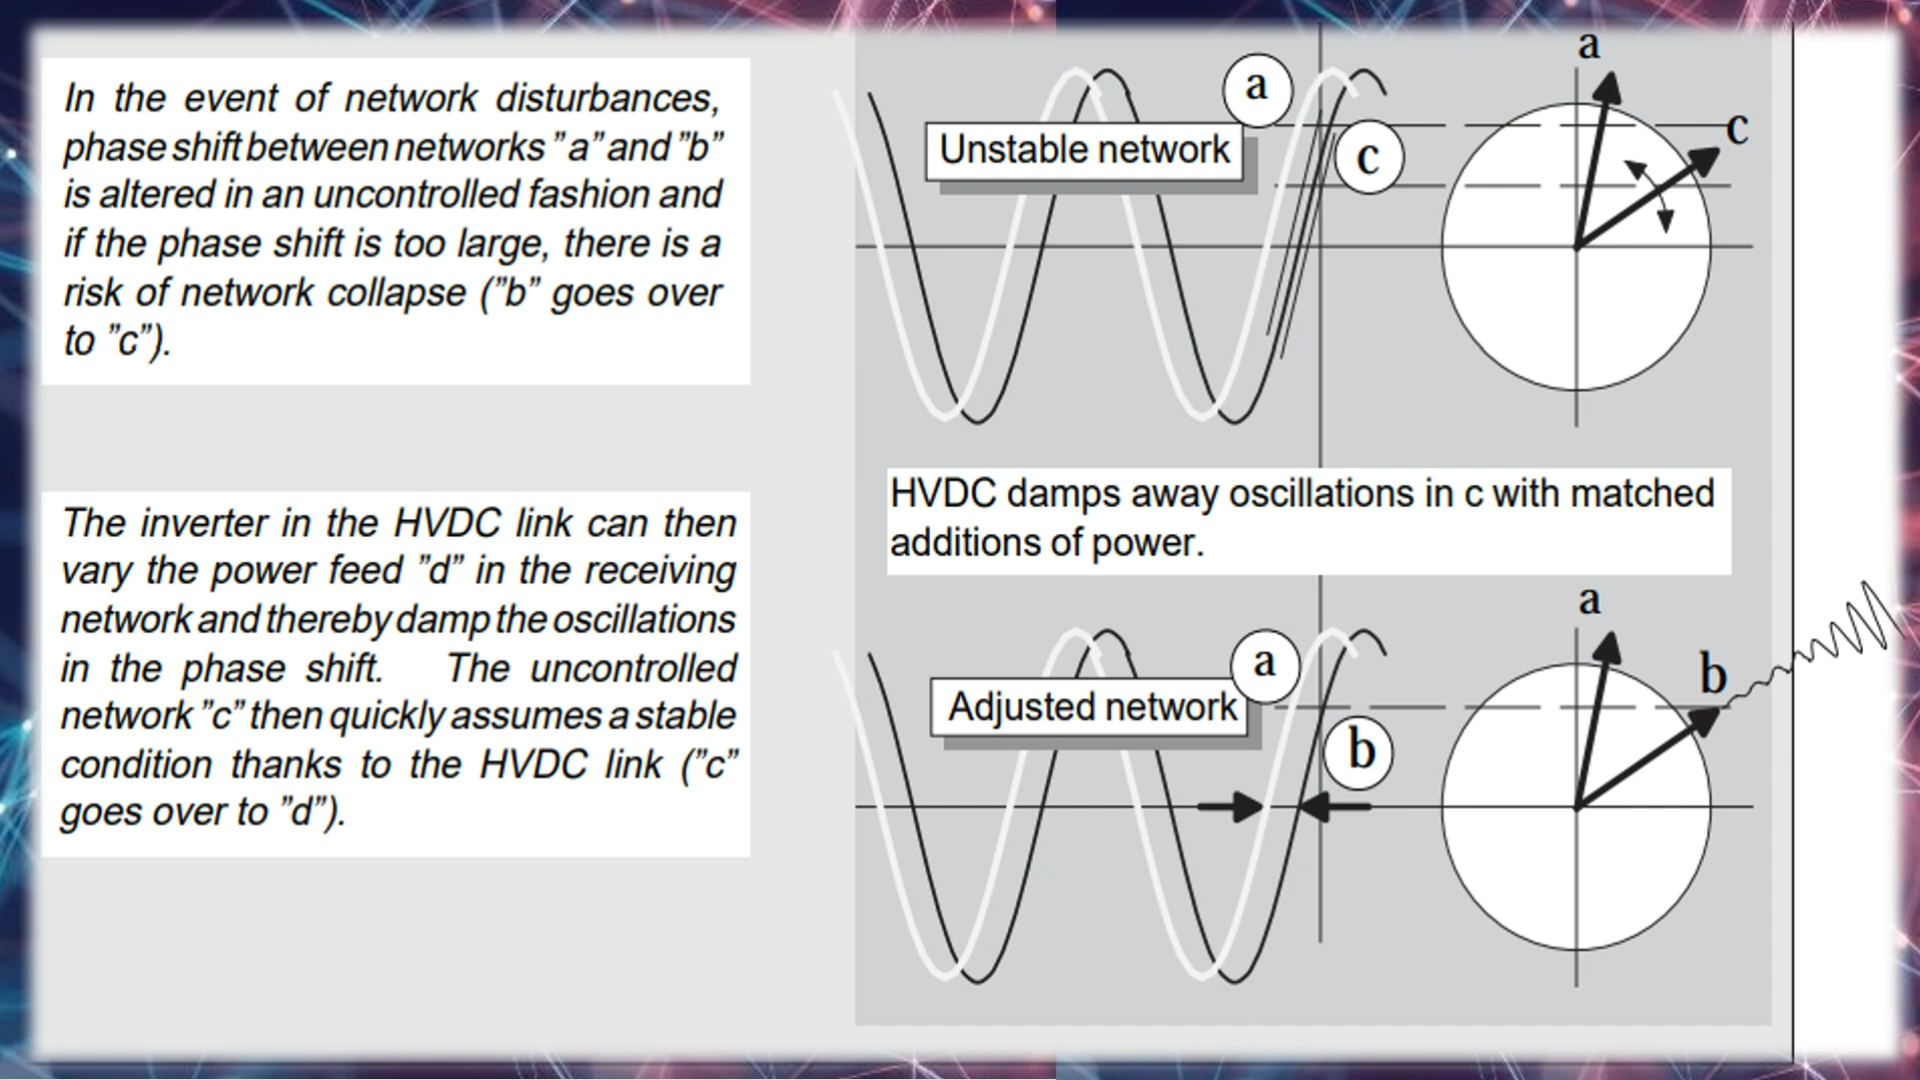 In the event of network disturbances,
phase shift between networks ”a” and ”b”
is altered in an uncontrolled fashion and
if the phase shift is too large, there is a
risk of network collapse (”b” goes over
to ”c”).
The inverter in the HVDC link can then
vary the power feed ”d” in the receiving
network and thereby damp the oscillations
in the phase shift. The uncontrolled
network ”c” then quickly assumes a stable
condition thanks to the HVDC link (”c”
goes over to ”d”).
a
a
Unstable network
c
c
HVDC damps away oscillations in c with matched
additions of power.
a
a
Adjusted network
b
b